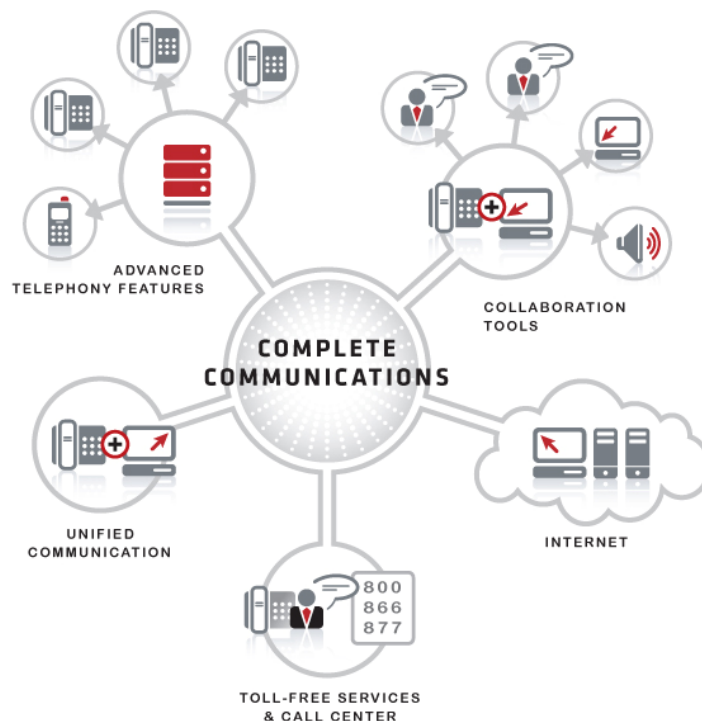 ADVANCED
TELEPHONY FEATURES
COLLABORATION
TOOLS
COMPLETE
COMMUNICATIONS
UNIFIED
COMMUNICATION
INTERNET
800
866
877
TOLL-FREE SERVICES
& CALL CENTER